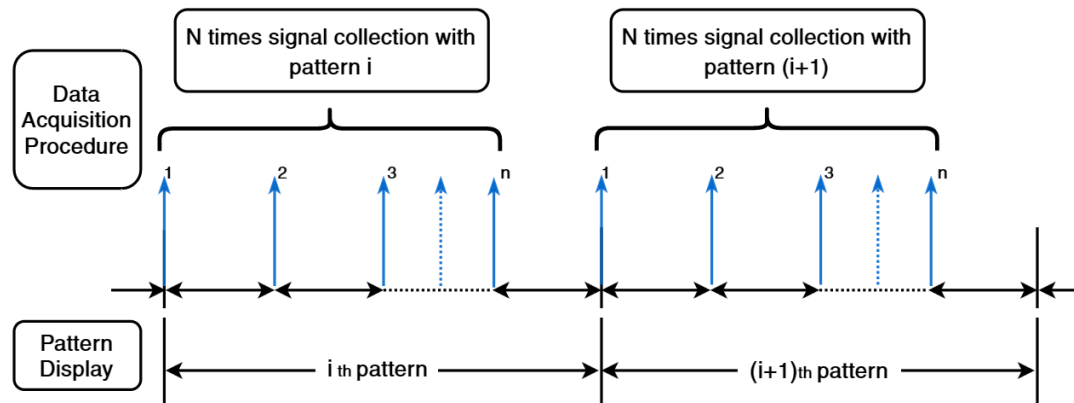 N times signal collection with
pattern i
N times signal collection with
pattern (i+1)
Data
Acquisition
Procedure
1
2
3
n
1
2
3
n
Pattern
Display
i th pattern
(i+1)th pattern